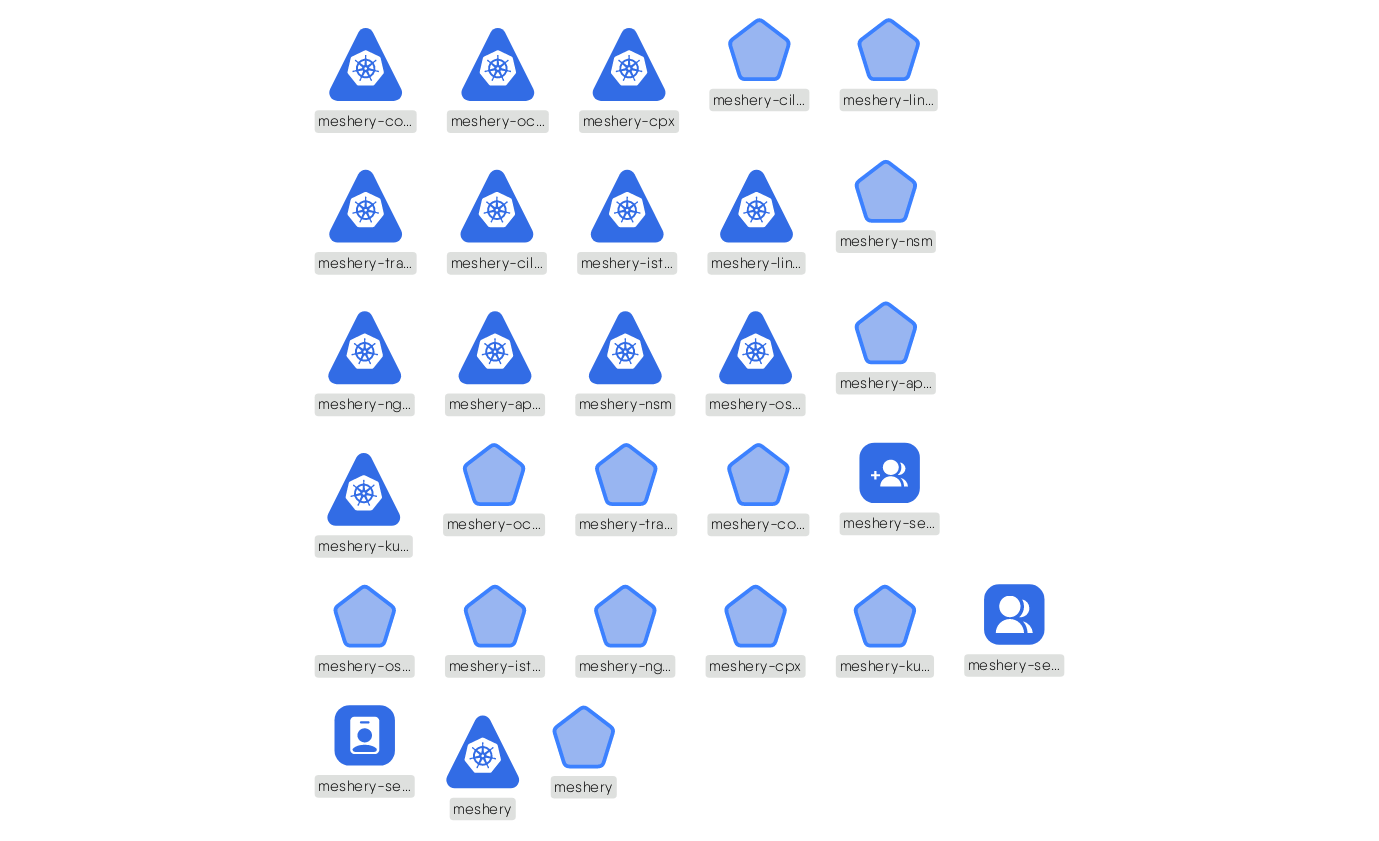 meshery-co...
meshery-oc...
meshery-cpx
meshery-cil...
meshery-lin...
meshery-tra...
meshery-cil...
meshery-ist...
meshery-lin...
meshery-nsm
meshery-ng...
meshery-ap...
meshery-nsm
meshery-os...
meshery-ap...
meshery-ku...
meshery-oc...
meshery-tra...
meshery-co...
meshery-se...
meshery-os...
meshery-ist...
meshery-ng...
meshery-cpx
meshery-ku...
meshery-se...
meshery-se...
meshery
meshery